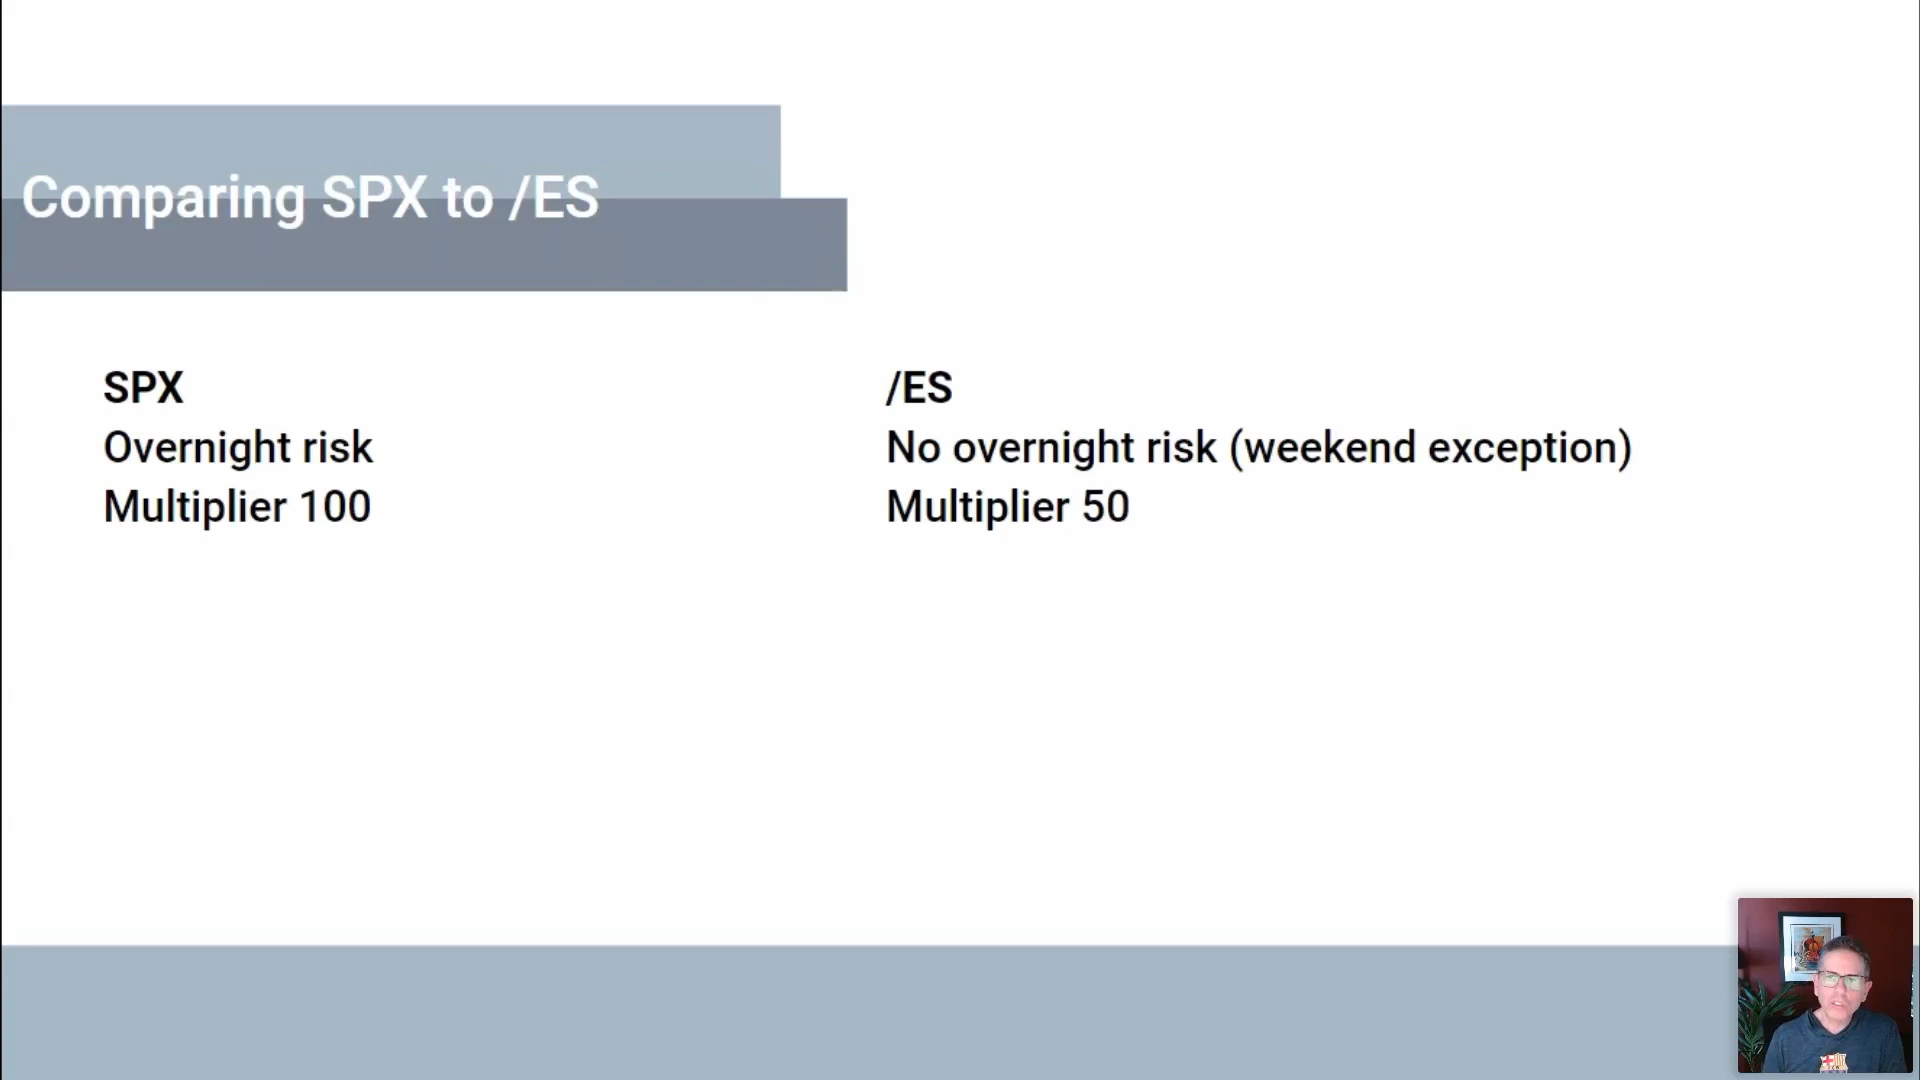 Comparing SPX to /ES
SPX
Overnight risk
Multiplier 100
/ES
No overnight risk (weekend exception)
Multiplier 50